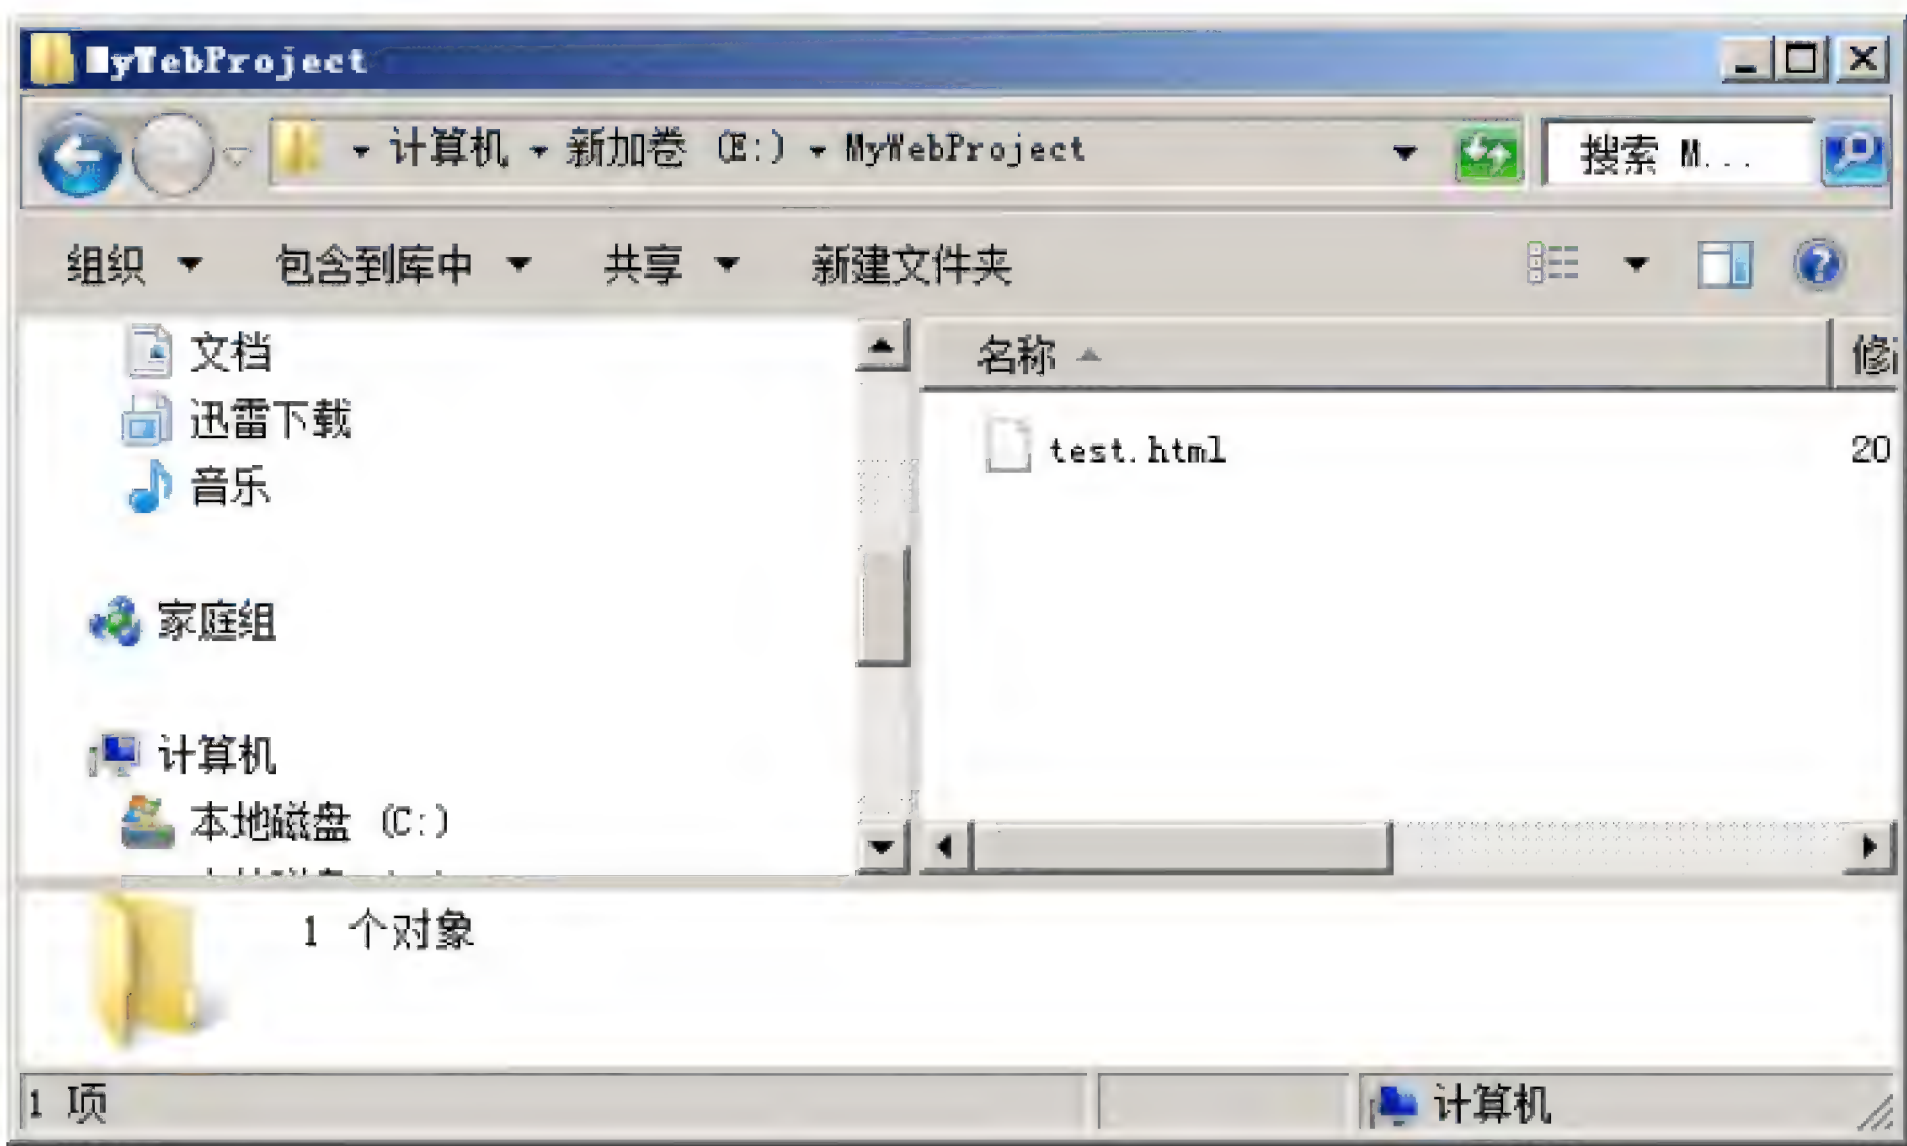 MyWebProject
计算机 新加卷 (E:) MyWebProject 搜索 M...
组织 包含到库中 共享 新建文件夹
文档
迅雷下载
音乐
家庭组
计算机
本地磁盘 (C:)
名称
test.html 20
1 个对象
1 项 计算机